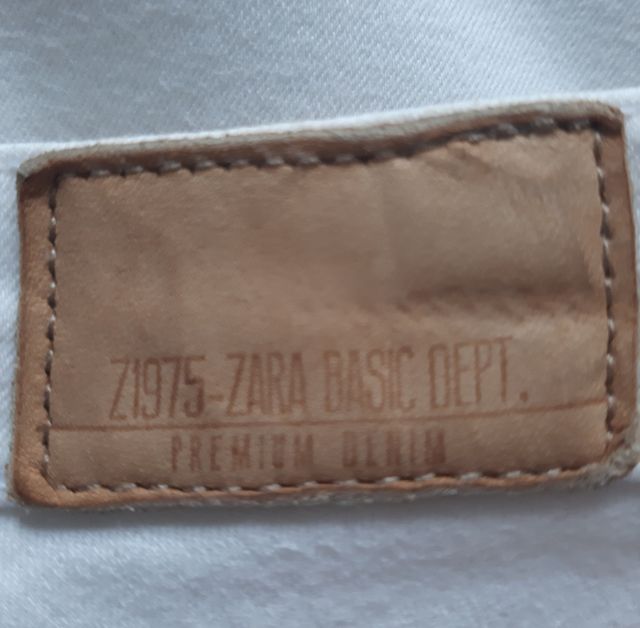 Z1975-ZARA BASIC DEPT.
PREMIUM DENIM